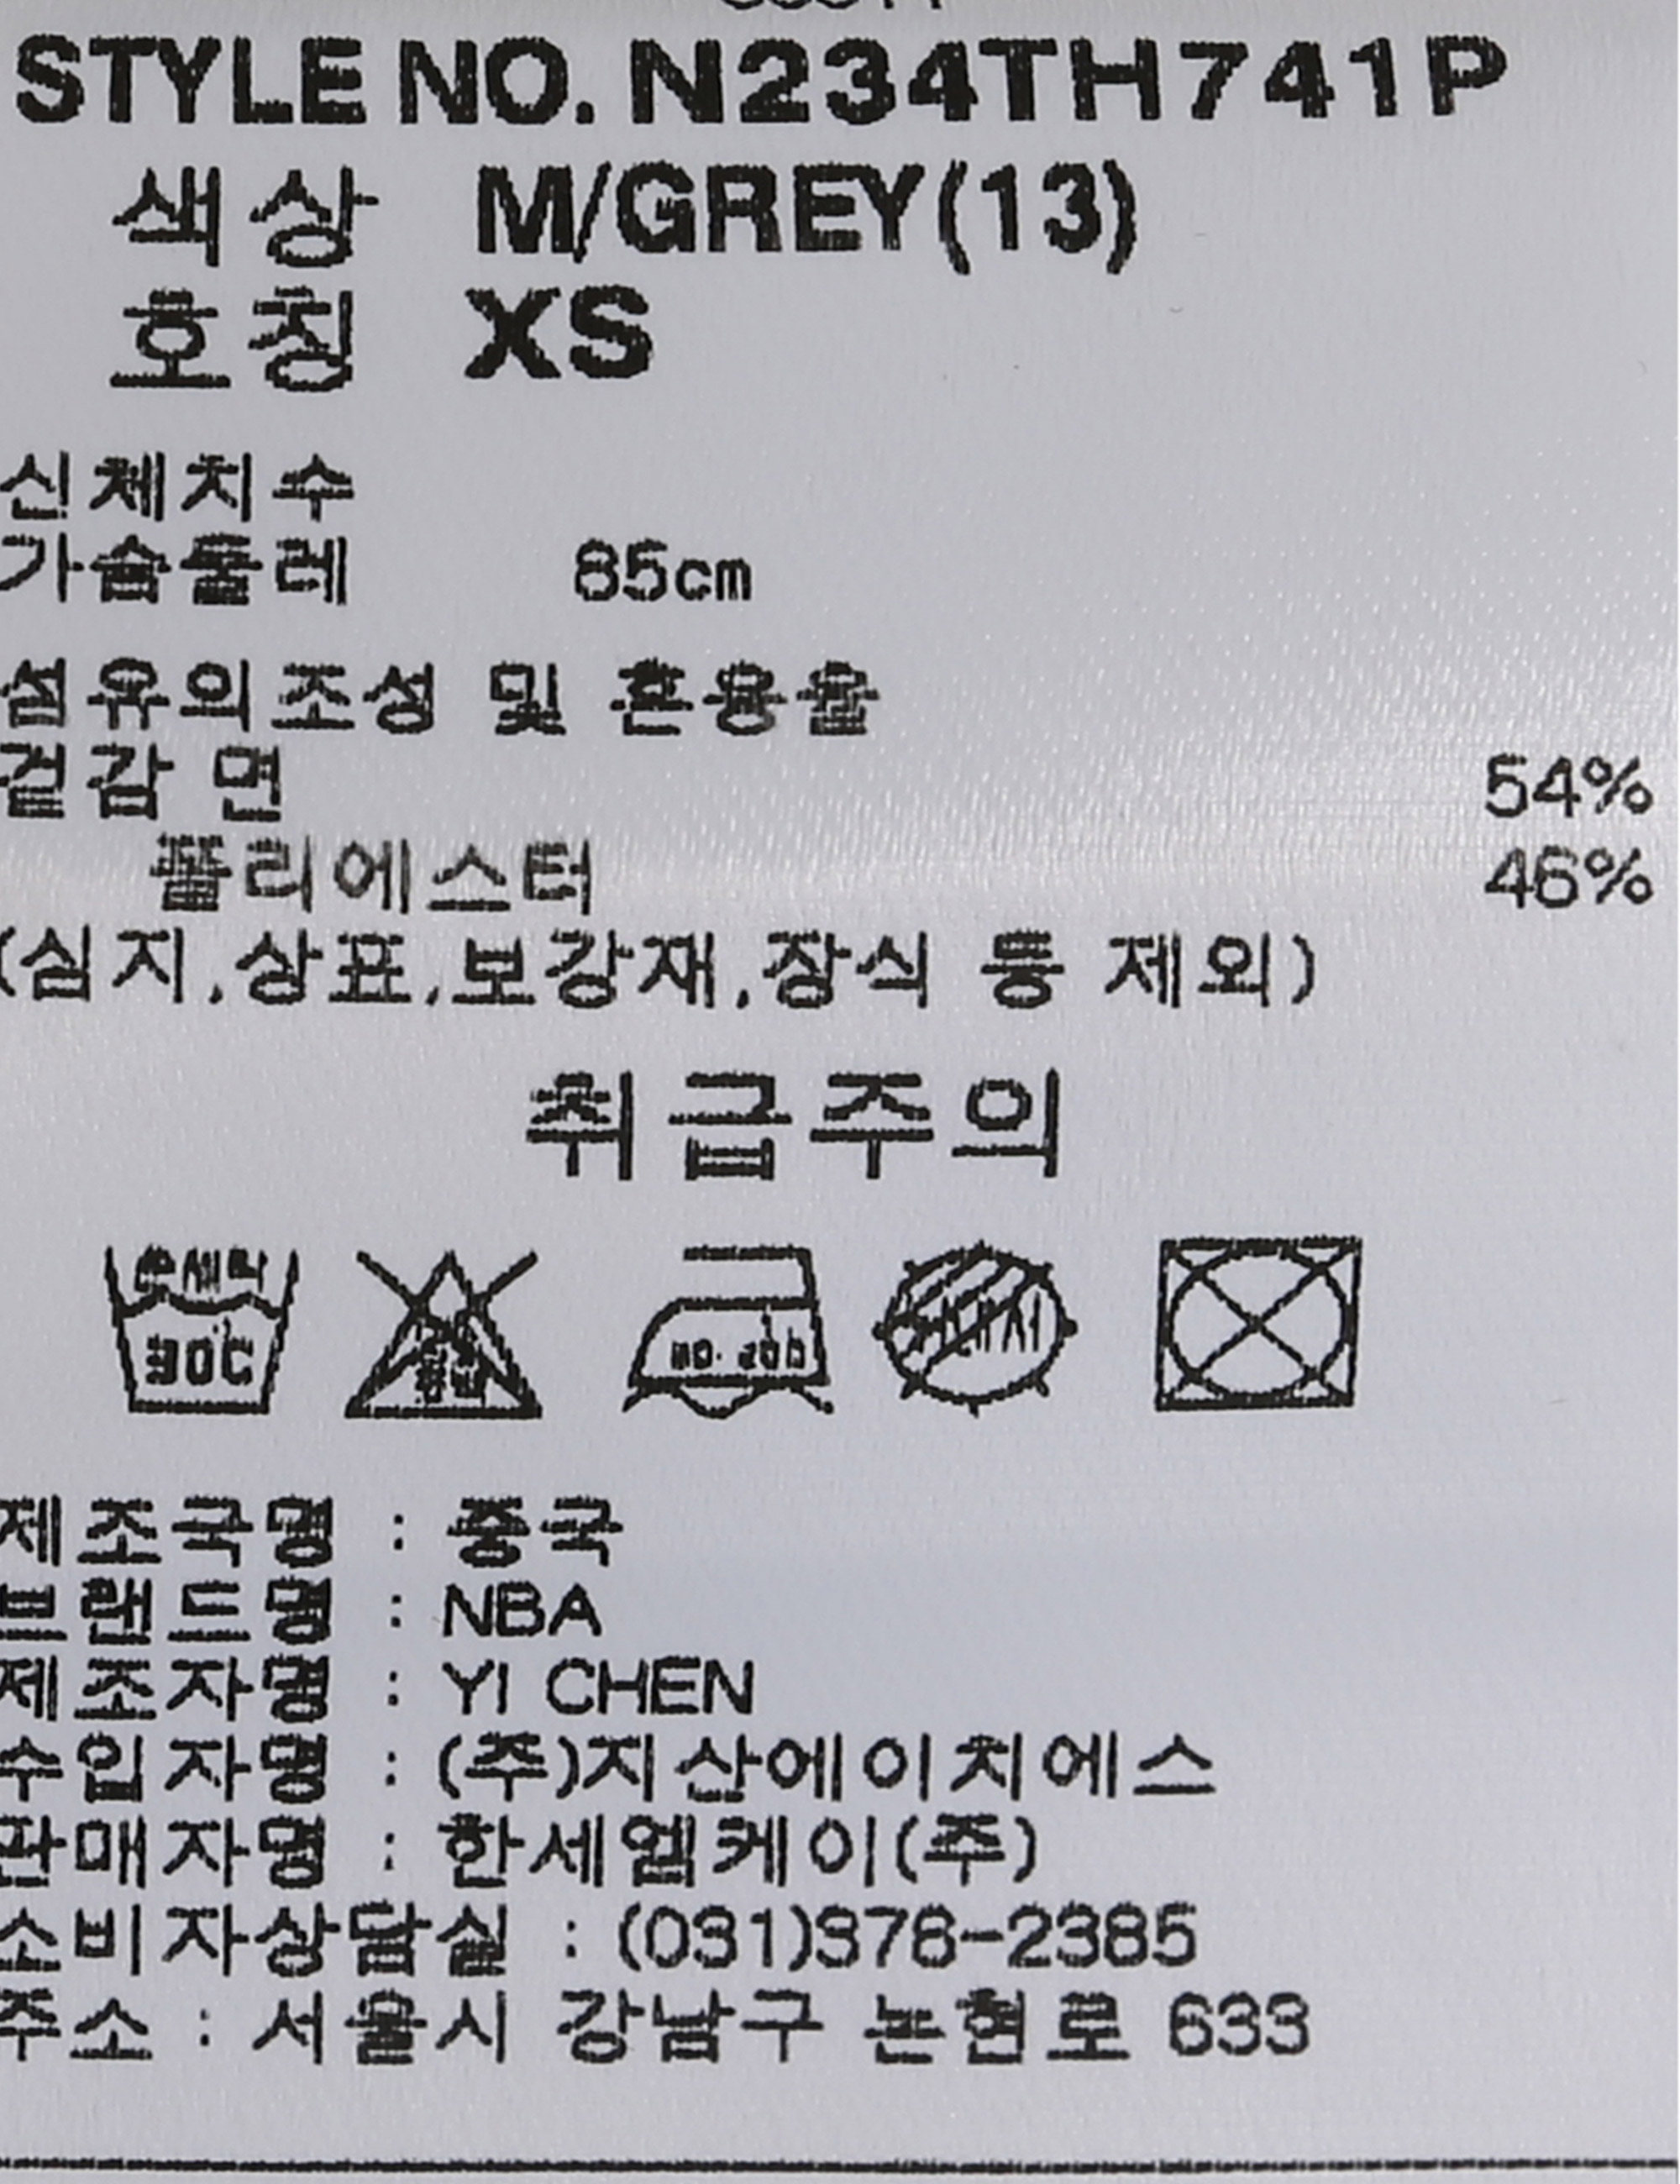 STYLE NO. N234TH741P
색상 M/GREY(13)
호칭 XS
신체치수
가슴둘레 85cm
섬유의조성 및 혼용율
겉감 면 54%
폴리에스터 46%
(심지,상표,보강재,장식 등 제외)
취급주의
손세탁
30C
제조국명 : 중국
브랜드명 : NBA
제조자명 : YI CHEN
수입자명 : (주)지산에이치에스
판매자명 : 한세엠케이(주)
소비자상담실 : (031)378-2385
주소 : 서울시 강남구 논현로 633